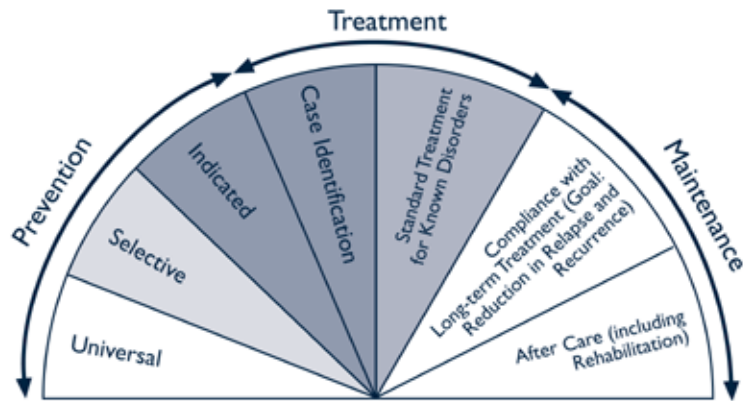 Treatment
Prevention
Maintenance
Universal
Selective
Indicated
Case Identification
Standard Treatment
for Known Disorders
Compliance with
Long-term Treatment (Goal:
Reduction in Relapse and
Recurrence)
After Care (including
Rehabilitation)